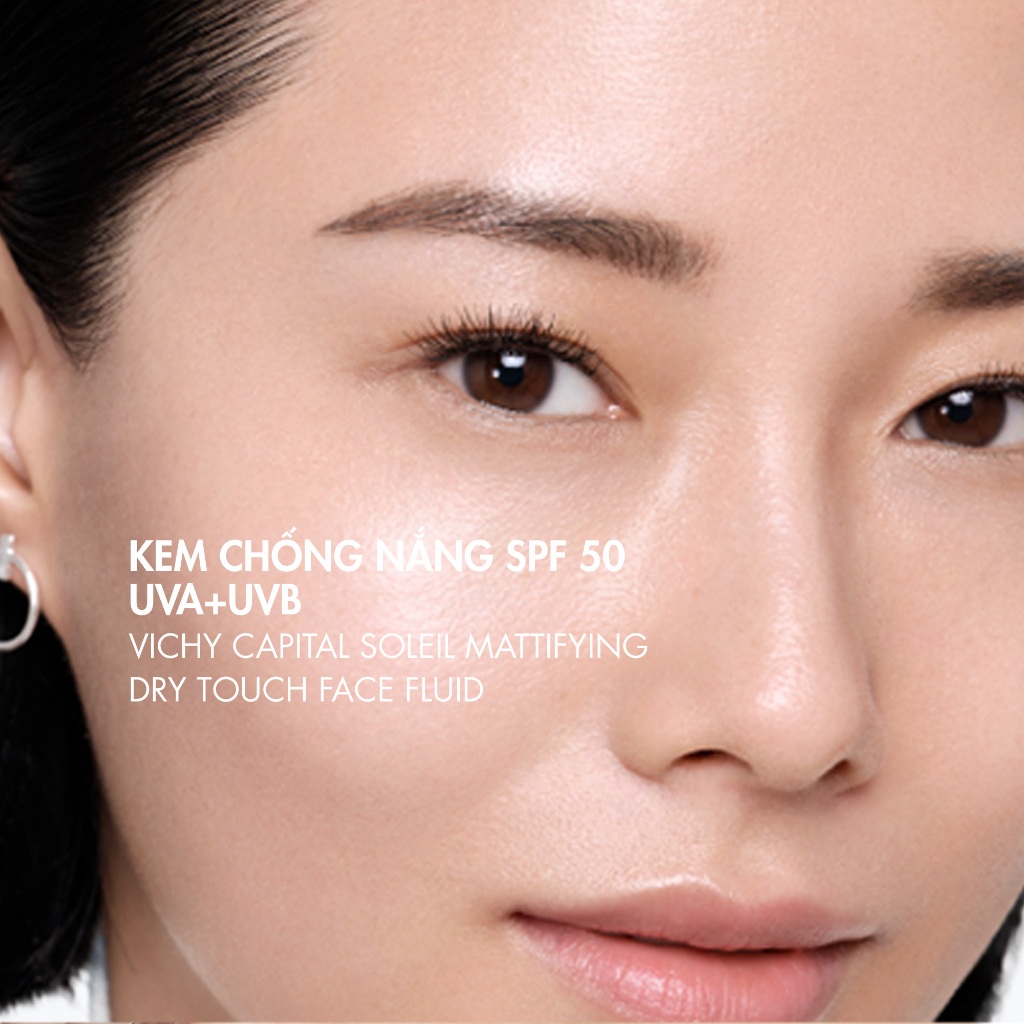 KEM CHỐNG NẮNG SPF 50
UVA+UVB
VICHY CAPITAL SOLEIL MATTIFYING
DRY TOUCH FACE FLUID